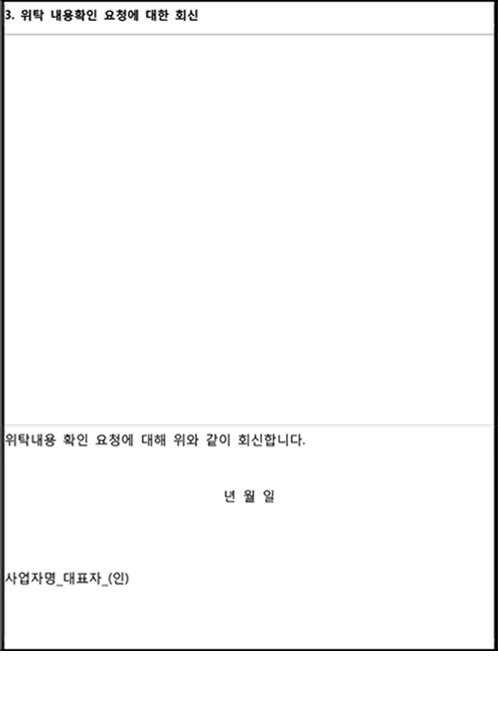 3. 위탁 내용확인 요청에 대한 회신
위탁내용 확인 요청에 대해 위와 같이 회신합니다.
년 월 일
사업자명_대표자_(인)